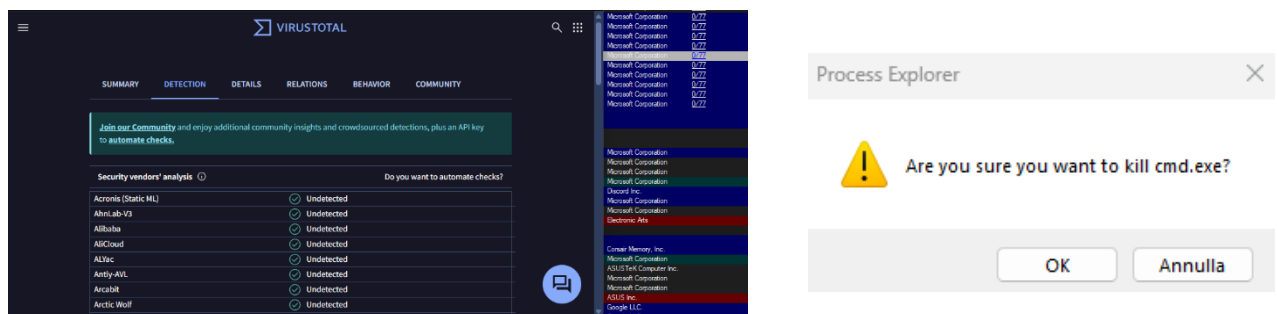 VIRUSTOTAL
SUMMARY DETECTION DETAILS RELATIONS BEHAVIOR COMMUNITY
Join our Community and enjoy additional community insights and crowdsourced detections, plus an API key
to automate checks.
Security vendors' analysis Do you want to automate checks?
Acronis (Static ML) Undetected
AhnLab-V3 Undetected
Alibaba Undetected
AliCloud Undetected
ALYac Undetected
Antiy-AVL Undetected
Arcabit Undetected
Arctic Wolf Undetected
Microsoft Corporation 0/77
Microsoft Corporation 0/77
Microsoft Corporation 0/77
Microsoft Corporation 0/77
Microsoft Corporation 0/77
Microsoft Corporation 0/77
Microsoft Corporation 0/77
Microsoft Corporation 0/77
Microsoft Corporation 0/77
Microsoft Corporation 0/77
Microsoft Corporation
Microsoft Corporation
Microsoft Corporation
Microsoft Corporation
Discord Inc.
Microsoft Corporation
Microsoft Corporation
Electronic Arts
Corsair Memory, Inc.
Microsoft Corporation
ASUSTeK Computer Inc.
Microsoft Corporation
Microsoft Corporation
ASUS Inc.
Google LLC
Process Explorer
Are you sure you want to kill cmd.exe?
OK Annulla